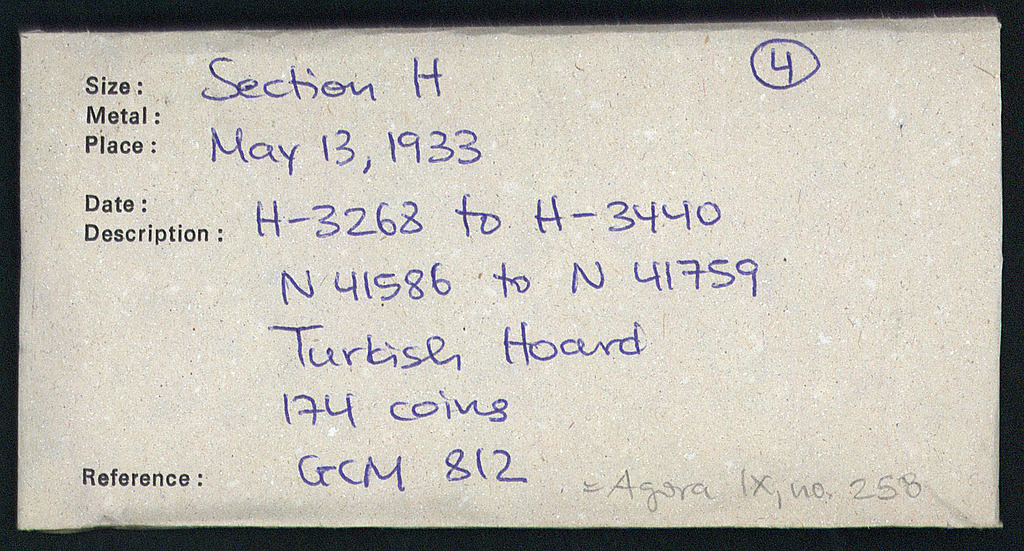 4
Size : Section H
Metal :
Place : May 13, 1933
Date :
Description : H-3268 to H-3440
N 41586 to N 41759
Turkish Hoard
174 coins
Reference : GCM 812 = Agora IX, no. 258